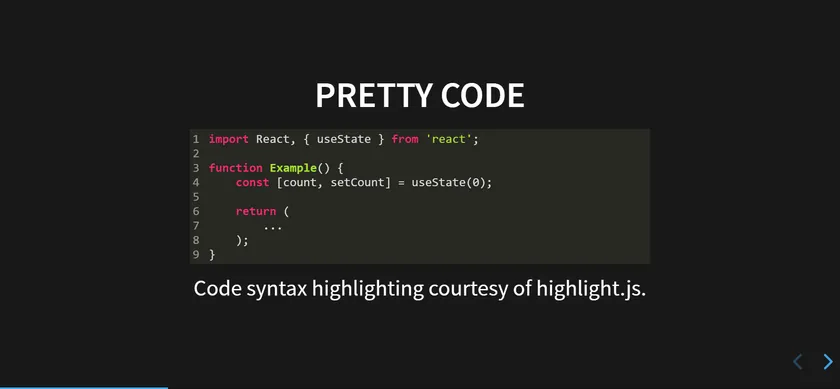 PRETTY CODE
1 import React, { useState } from 'react';
2
3 function Example() {
4     const [count, setCount] = useState(0);
5
6     return (
7         ...
8     );
9 }
Code syntax highlighting courtesy of highlight.js.